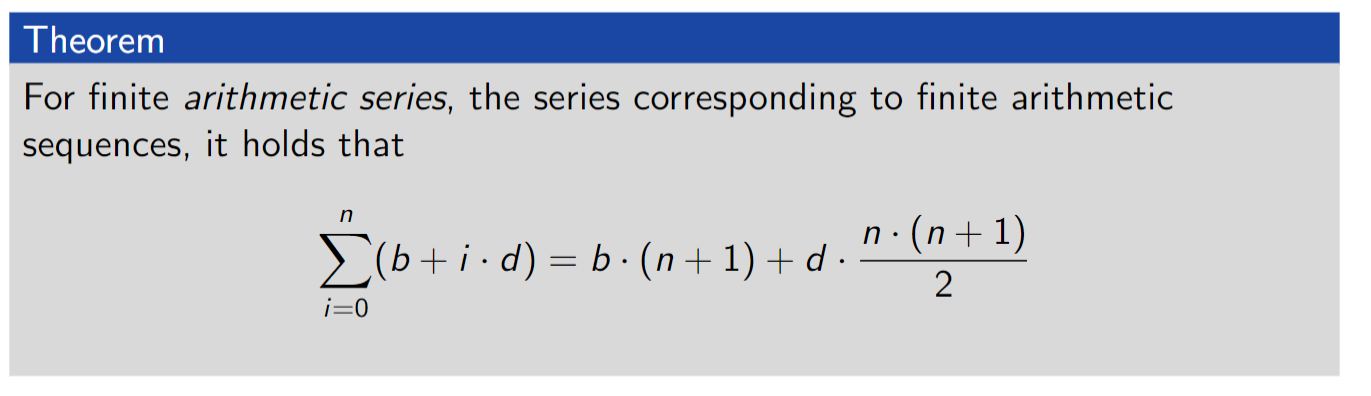 Theorem
For finite arithmetic series, the series corresponding to finite arithmetic
sequences, it holds that
$$\sum_{i=0}^{n}(b + i \cdot d) = b \cdot (n + 1) + d \cdot \frac{n \cdot (n + 1)}{2}$$